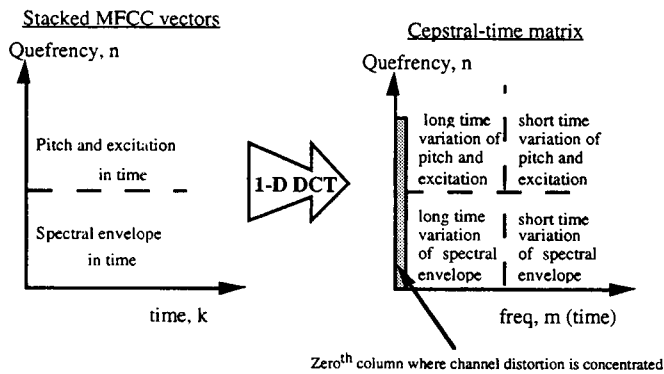 Stacked MFCC vectors
Quefrency, n
Pitch and excitation
in time
Spectral envelope
in time
time, k
1-D DCT
Cepstral-time matrix
Quefrency, n
long time
variation of
pitch and
excitation
short time
variation of
pitch and
excitation
long time
variation
of spectral
envelope
short time
variation
of spectral
envelope
freq, m (time)
Zeroth column where channel distortion is concentrated